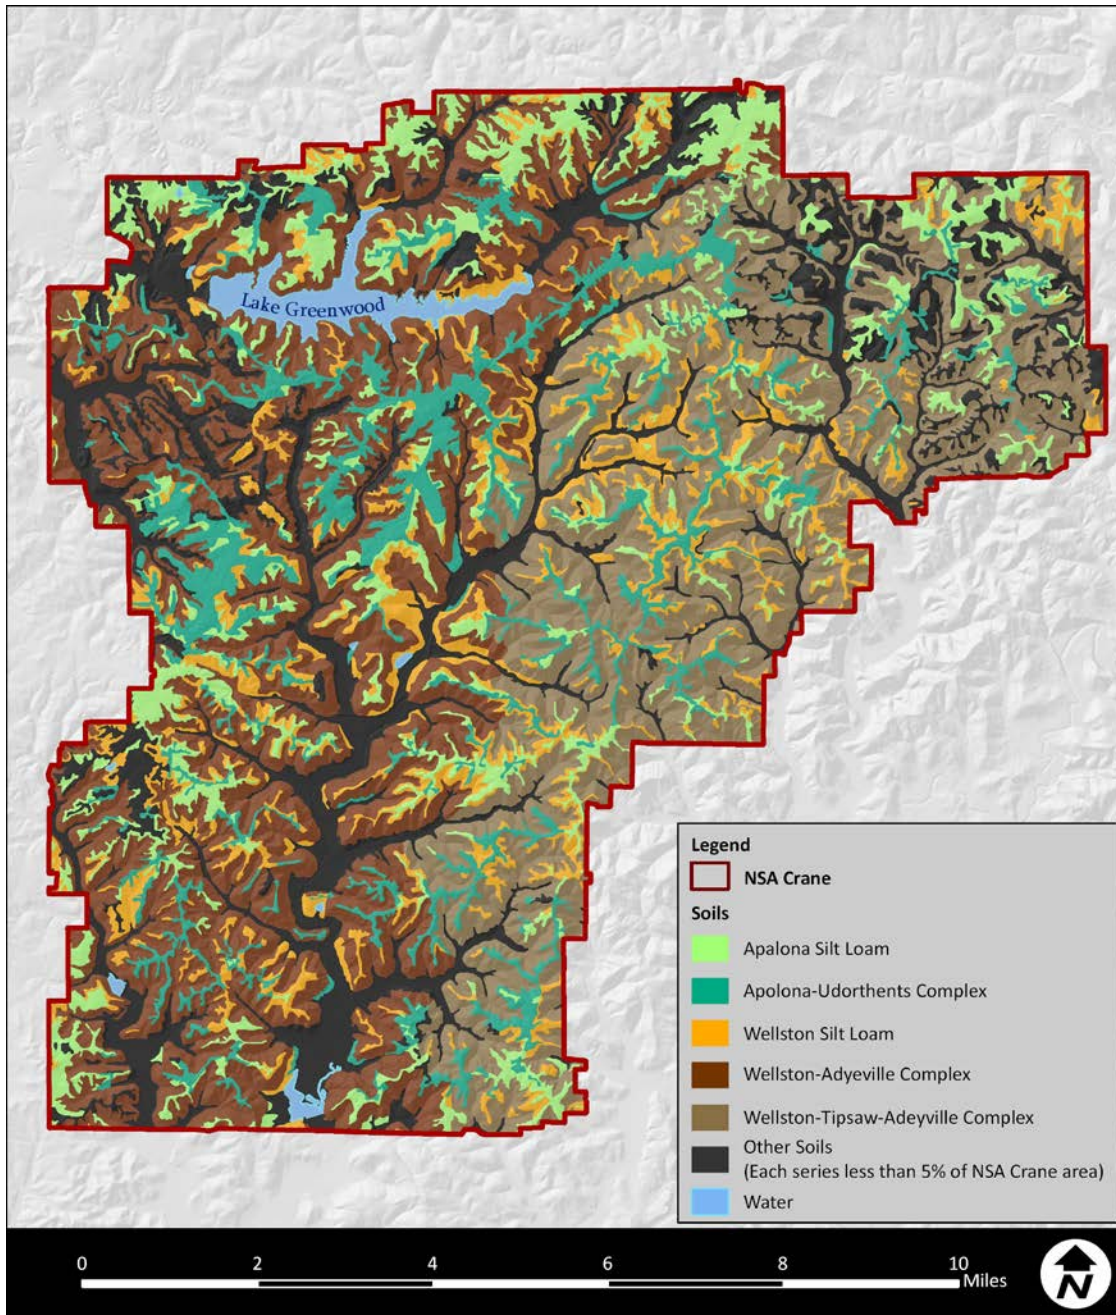 Lake Greenwood
Legend
NSA Crane
Soils
Apalona Silt Loam
Apolona-Udorthents Complex
Wellston Silt Loam
Wellston-Adyeville Complex
Wellston-Tipsaw-Adeyville Complex
Other Soils
(Each series less than 5% of NSA Crane area)
Water
0 2 4 6 8 10
Miles
N